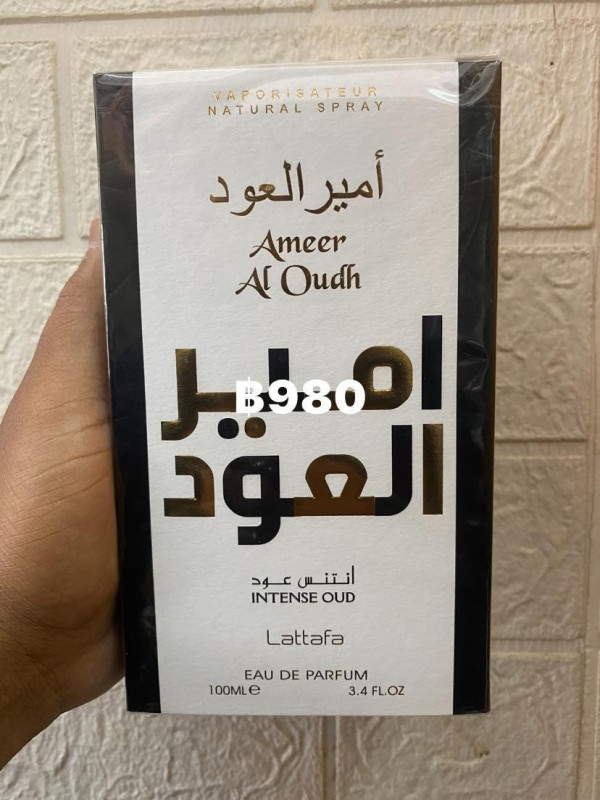 VAPORISATEUR
NATURAL SPRAY
أمير العود
Ameer
Al Oudh
امير
฿980
العود
انتنس عود
INTENSE OUD
Lattafa
EAU DE PARFUM
100ML℮ 3.4 FL.OZ